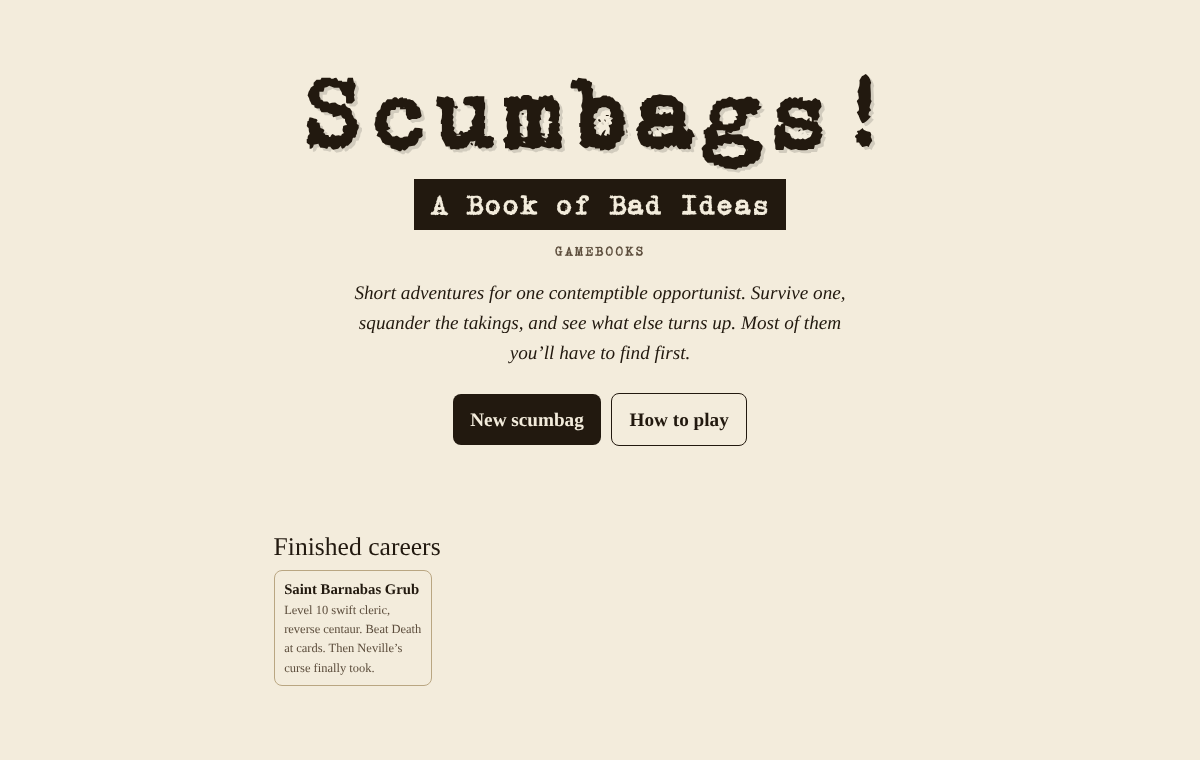 Scumbags!
A Book of Bad Ideas
GAMEBOOKS
Short adventures for one contemptible opportunist. Survive one,
squander the takings, and see what else turns up. Most of them
you’ll have to find first.
New scumbag
How to play
Finished careers
Saint Barnabas Grub
Level 10 swift cleric,
reverse centaur. Beat Death
at cards. Then Neville’s
curse finally took.